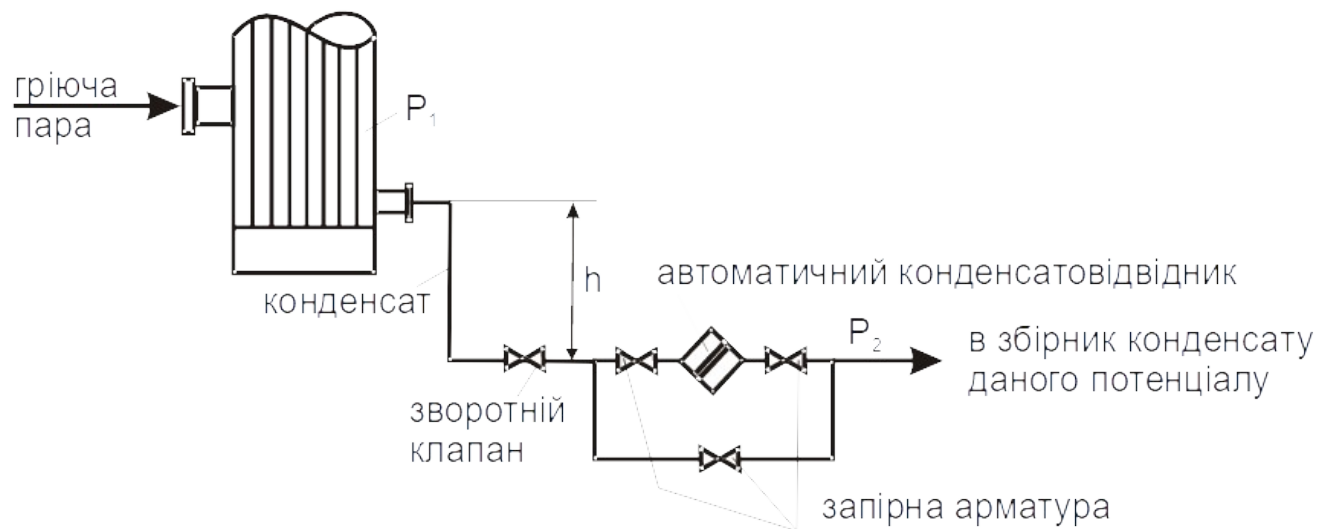 гріюча
пара
P₁
конденсат
h
автоматичний конденсатовідвідник
P₂
в збірник конденсату
даного потенціалу
зворотній
клапан
запірна арматура